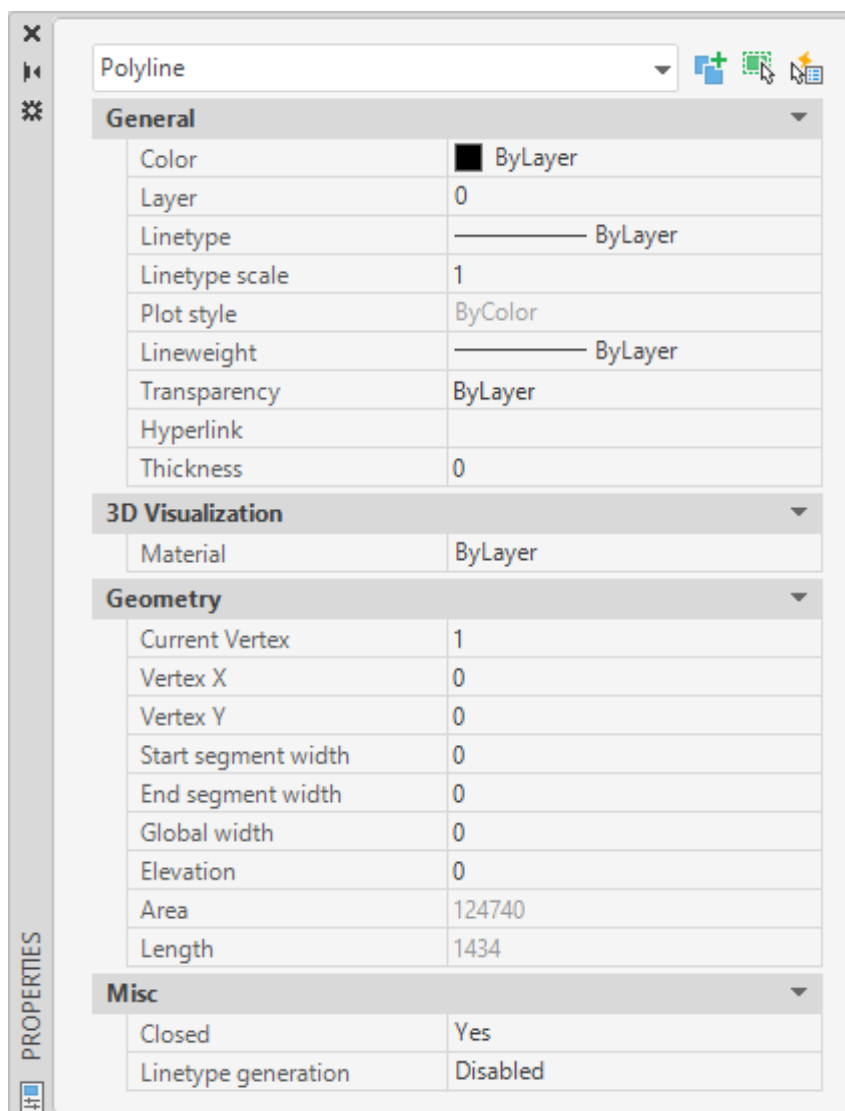 Polyline
General
Color ByLayer
Layer 0
Linetype ByLayer
Linetype scale 1
Plot style ByColor
Lineweight ByLayer
Transparency ByLayer
Hyperlink
Thickness 0
3D Visualization
Material ByLayer
Geometry
Current Vertex 1
Vertex X 0
Vertex Y 0
Start segment width 0
End segment width 0
Global width 0
Elevation 0
Area 124740
Length 1434
Misc
Closed Yes
Linetype generation Disabled
PROPERTIES